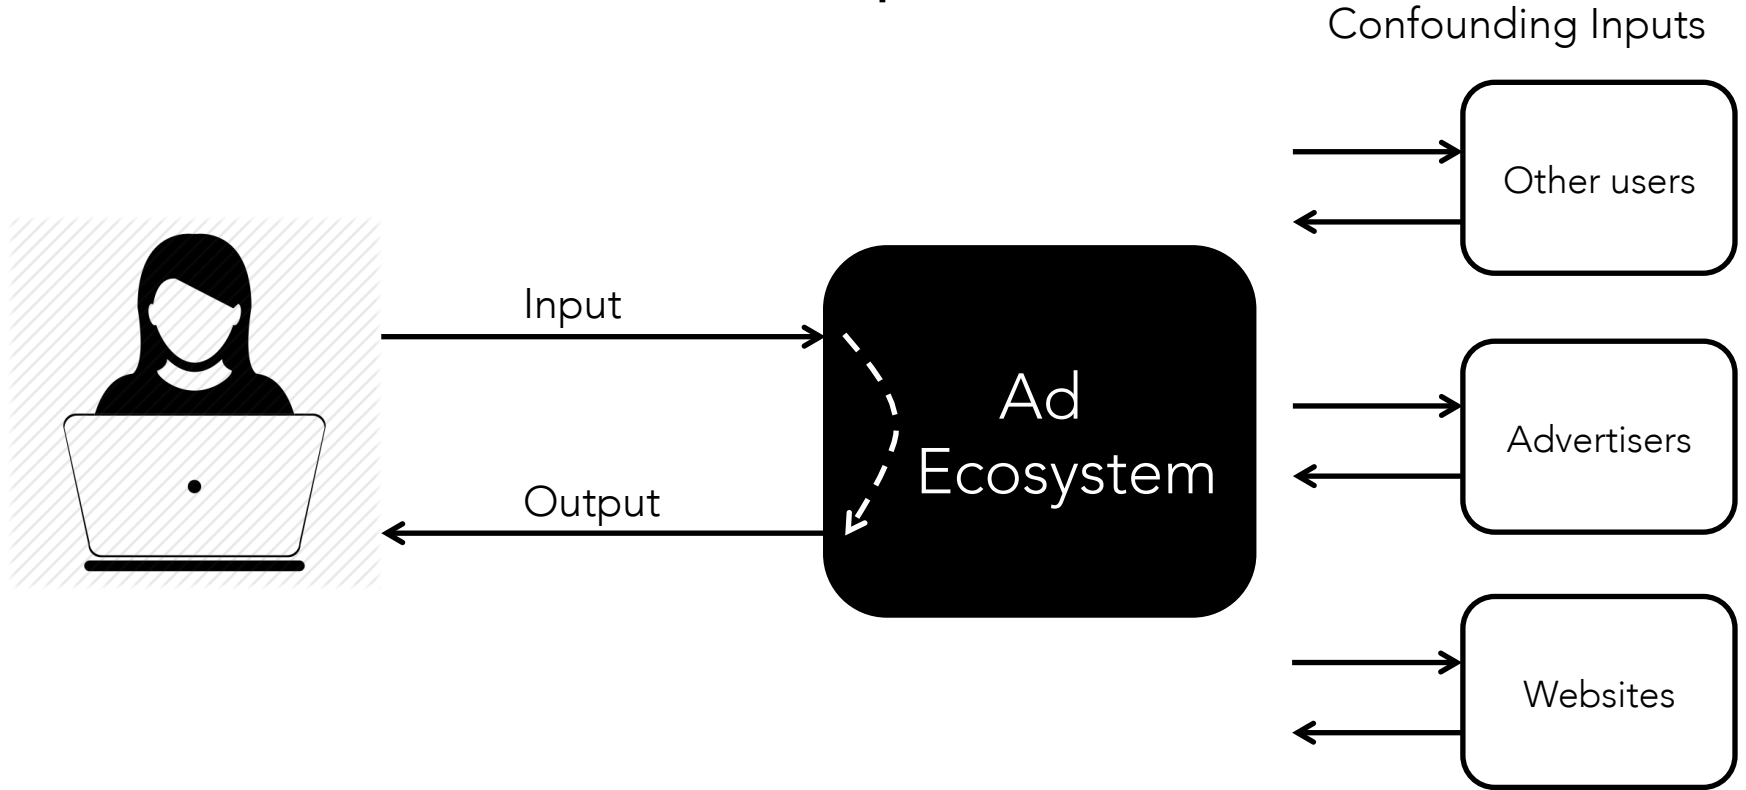 Confounding Inputs
Other users
Input
Ad
Ecosystem
Advertisers
Output
Websites